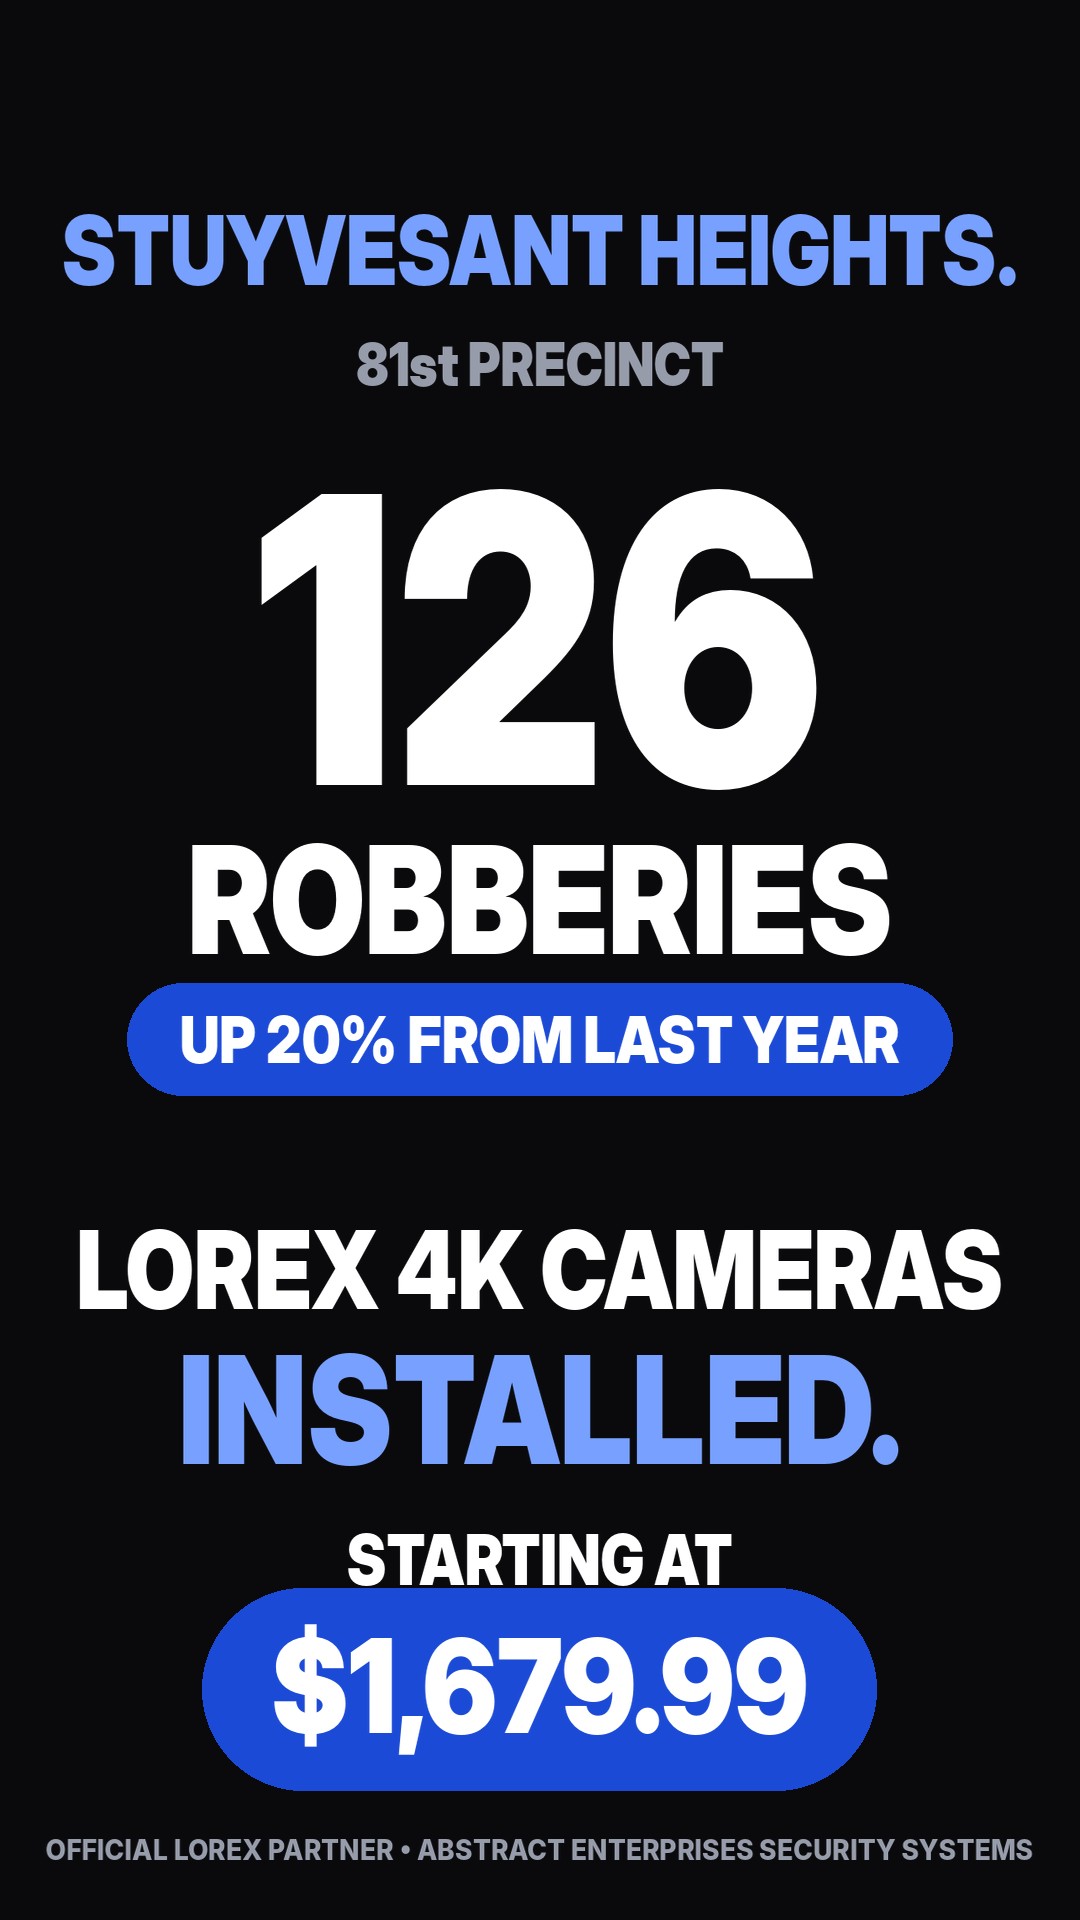 STUYVESANT HEIGHTS.
81st PRECINCT
126
ROBBERIES
UP 20% FROM LAST YEAR
LOREX 4K CAMERAS
INSTALLED.
STARTING AT
$1,679.99
OFFICIAL LOREX PARTNER • ABSTRACT ENTERPRISES SECURITY SYSTEMS